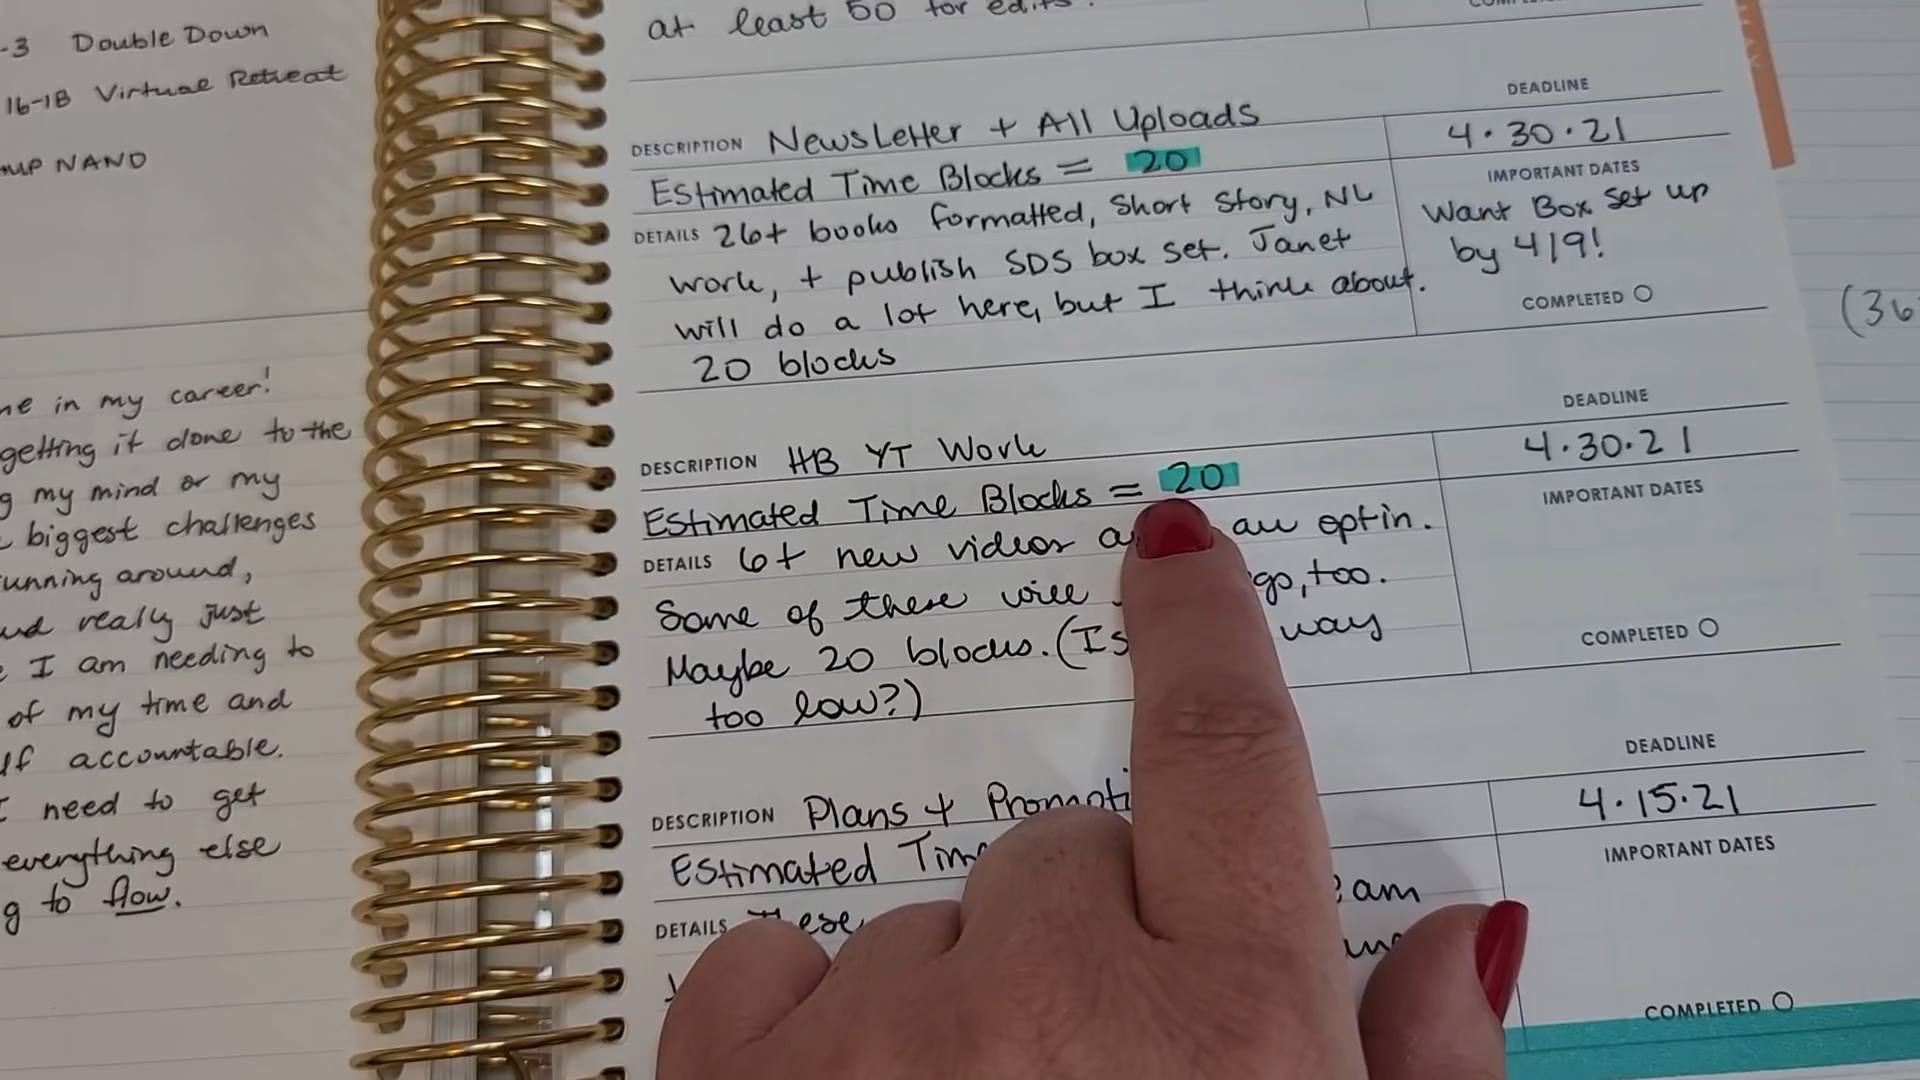 -3 Double Down
16-18 Virtual Retreat
NAND
in my career!
getting it done to the
my mind or my
biggest challenges
running around,
really just
I am needing to
of my time and
accountable.
need to get
everything else
to flow.
at least 50 for edits.
DEADLINE
DESCRIPTION Newsletter + All Uploads
4.30.21
Estimated Time Blocks = 20
IMPORTANT DATES
Want Box Set up
by 4/9!
DETAILS 26+ books formatted, Short Story, NL
work, + publish SDS box set. Janet
will do a lot here, but I think about.
20 blocks
COMPLETED
(36
DEADLINE
DESCRIPTION HB YT Work
4.30.21
Estimated Time Blocks = 20
IMPORTANT DATES
DETAILS 6+ new videos an optin.
Some of these will go, too.
Maybe 20 blocks. (Is way
too low?)
COMPLETED
DEADLINE
DESCRIPTION Plans + Promoti
4.15.21
Estimated Tim
IMPORTANT DATES
DETAILS These
am
COMPLETED